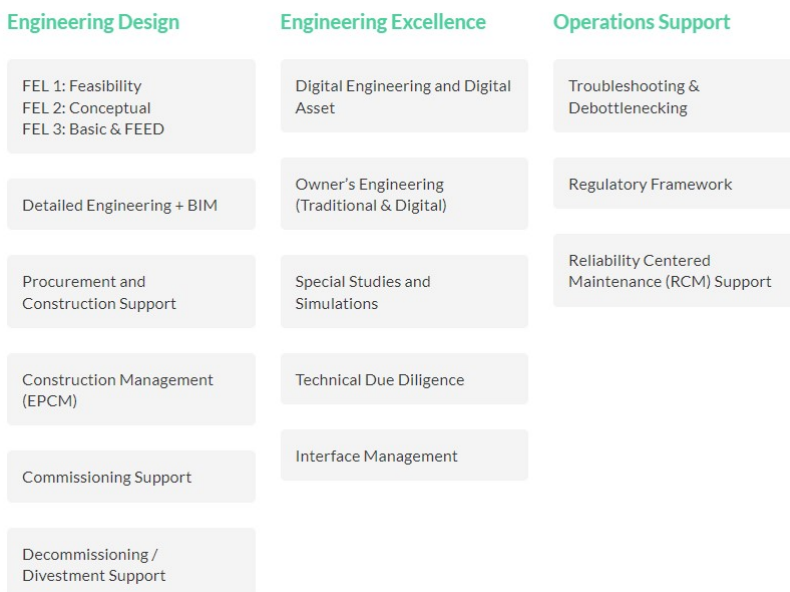 Engineering Design
FEL 1: Feasibility
FEL 2: Conceptual
FEL 3: Basic & FEED
Detailed Engineering + BIM
Procurement and
Construction Support
Construction Management
(EPCM)
Commissioning Support
Decommissioning /
Divestment Support
Engineering Excellence
Digital Engineering and Digital
Asset
Owner’s Engineering
(Traditional & Digital)
Special Studies and
Simulations
Technical Due Diligence
Interface Management
Operations Support
Troubleshooting &
Debottlenecking
Regulatory Framework
Reliability Centered
Maintenance (RCM) Support